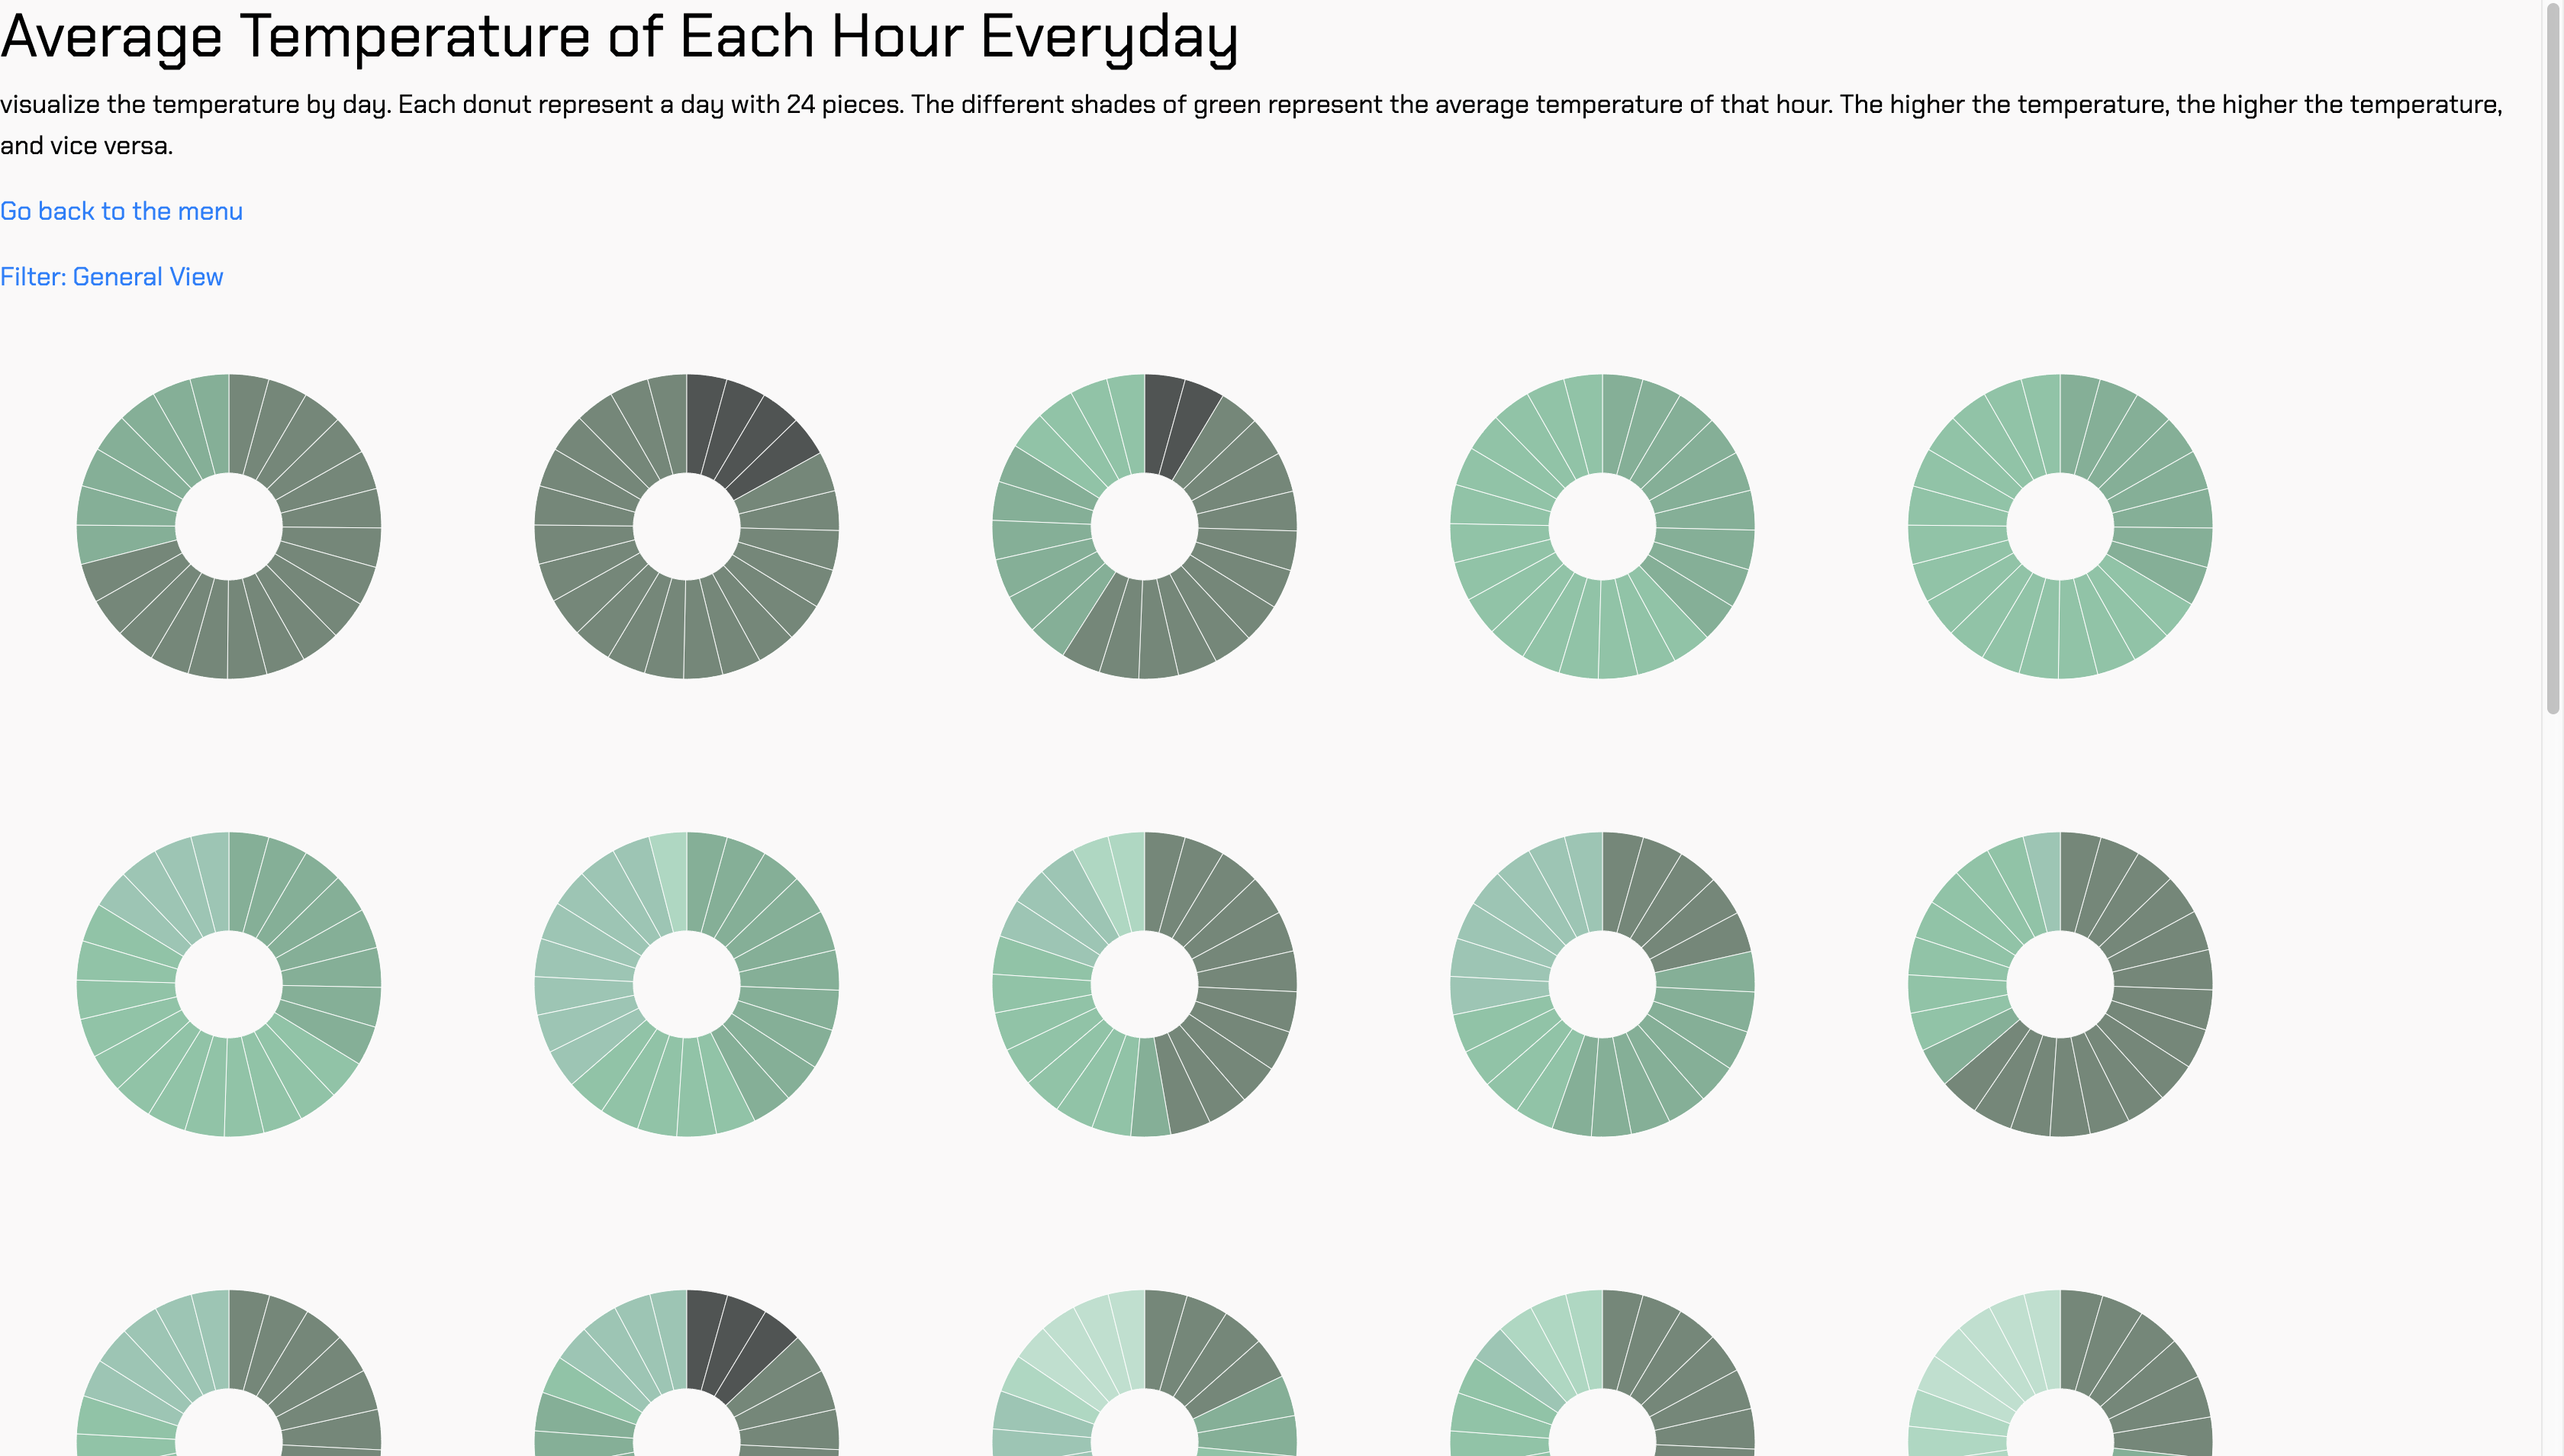 Average Temperature of Each Hour Everyday
visualize the temperature by day. Each donut represent a day with 24 pieces. The different shades of green represent the average temperature of that hour. The higher the temperature, the higher the temperature,
and vice versa.
Go back to the menu
Filter: General View